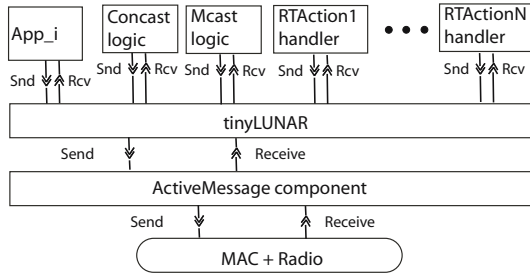 App_i
Concast
logic
Mcast
logic
RTAction1
handler
RTActionN
handler
Snd Rcv Snd Rcv Snd Rcv Snd Rcv Snd Rcv
tinyLUNAR
Send Receive
ActiveMessage component
Send Receive
MAC + Radio